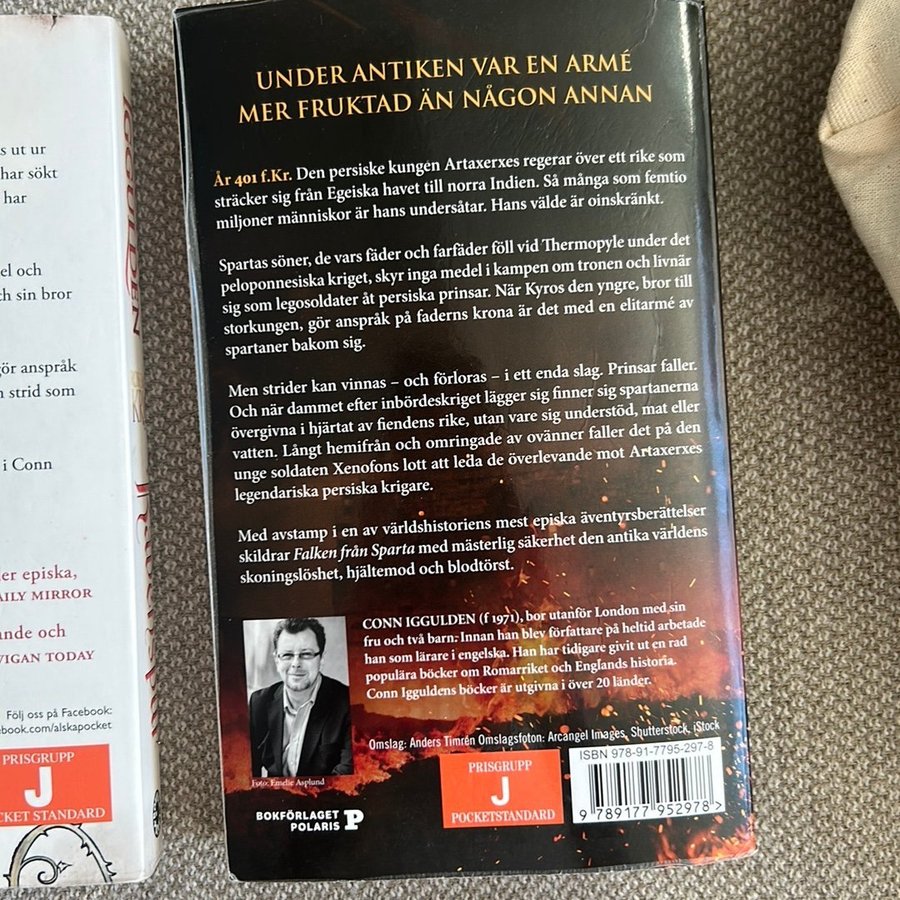 s ut ur
har sökt
har
el och
ch sin bror
gör anspråk
n strid som
i Conn
ler episka,
AILY MIRROR
ande och
WIGAN TODAY
Följ oss på Facebook:
ebook.com/alskapocket
PRISGRUPP
J
CKET STANDARD
IGGULDEN
UNDER ANTIKEN VAR EN ARMÉ
MER FRUKTAD ÄN NÅGON ANNAN
År 401 f.Kr. Den persiske kungen Artaxerxes regerar över ett rike som
sträcker sig från Egeiska havet till norra Indien. Så många som femtio
miljoner människor är hans undersåtar. Hans välde är oinskränkt.
Spartas söner, de vars fäder och farfäder föll vid Thermopyle under det
peloponnesiska kriget, skyr inga medel i kampen om tronen och livnär
sig som legosoldater åt persiska prinsar. När Kyros den yngre, bror till
storkungen, gör anspråk på faderns krona är det med en elitarmé av
spartaner bakom sig.
Men strider kan vinnas – och förloras – i ett enda slag. Prinsar faller.
Och när dammet efter inbördeskriget lägger sig finner sig spartanerna
övergivna i hjärtat av fiendens rike, utan vare sig understöd, mat eller
vatten. Långt hemifrån och omringade av ovänner faller det på den
unge soldaten Xenofons lott att leda de överlevande mot Artaxerxes
legendariska persiska krigare.
Med avstamp i en av världshistoriens mest episka äventyrsberättelser
skildrar Falken från Sparta med mästerlig säkerhet den antika världens
skoningslöshet, hjältemod och blodtörst.
CONN IGGULDEN (f 1971), bor utanför London med sin
fru och två barn. Innan han blev författare på heltid arbetade
han som lärare i engelska. Han har tidigare givit ut en rad
populära böcker om Romarriket och Englands historia.
Conn Igguldens böcker är utgivna i över 20 länder.
Omslag: Anders Timrén Omslagsfoton: Arcangel Images, Shutterstock, iStock
Foto: Emelie Asplund
BOKFÖRLAGET
POLARIS P
PRISGRUPP
J
POCKETSTANDARD
ISBN 978-91-7795-297-8
9 789177 952978 >